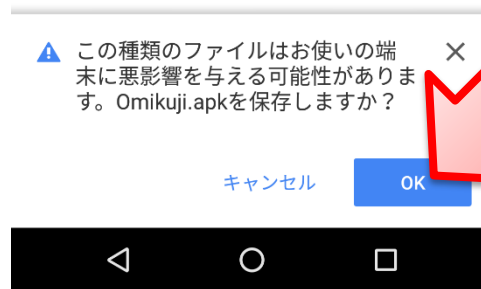 この種類のファイルはお使いの端
末に悪影響を与える可能性がありま
す。Omikuji.apkを保存しますか？
キャンセル
OK